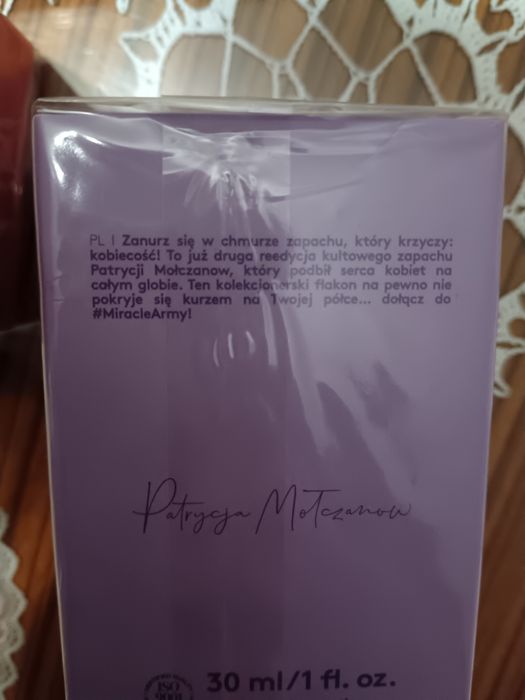 PL | Zanurz się w chmurze zapachu, który krzyczy:
kobiecość! To już druga reedycja kultowego zapachu
Patrycji Mołczanow, który podbił serca kobiet na
całym globie. Ten kolekcjonerski flakon na pewno nie
pokryje się kurzem na Twojej półce... dołącz do
#MiracleArmy!
Patrycja Mołczanow
ISO
9001
30 ml/1 fl. oz.